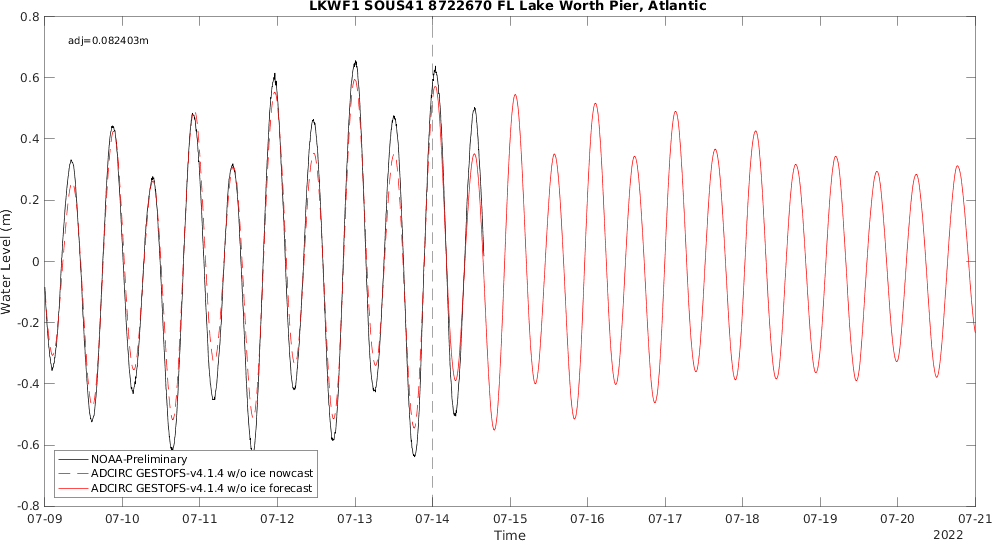 LKWF1 SOUS41 8722670 FL Lake Worth Pier, Atlantic
adj=0.082403m
0.8
0.6
0.4
0.2
0
-0.2
-0.4
-0.6
-0.8
Water Level (m)
NOAA-Preliminary
ADCIRC GESTOFS-v4.1.4 w/o ice nowcast
ADCIRC GESTOFS-v4.1.4 w/o ice forecast
07-09 07-10 07-11 07-12 07-13 07-14 07-15 07-16 07-17 07-18 07-19 07-20 07-21
Time
2022